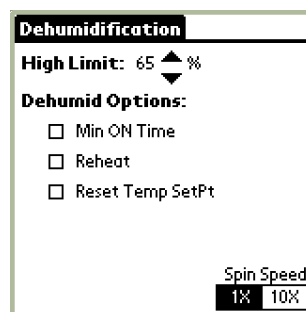 Dehumidification
High Limit: 65 %
Dehumid Options:
Min ON Time
Reheat
Reset Temp SetPt
Spin Speed
1X 10X